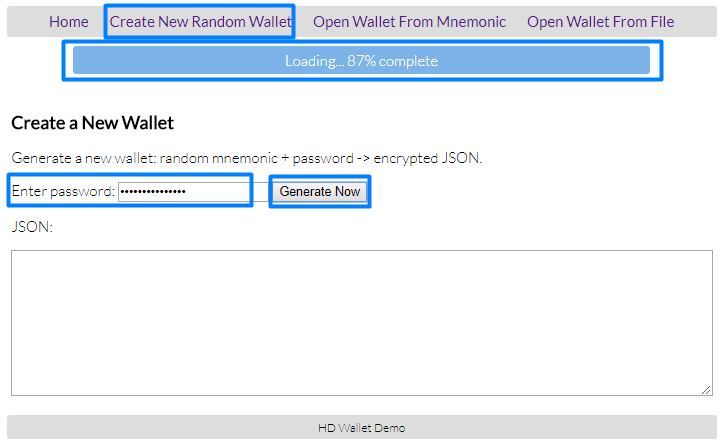 Home Create New Random Wallet Open Wallet From Mnemonic Open Wallet From File
Loading... 87% complete
Create a New Wallet
Generate a new wallet: random mnemonic + password -> encrypted JSON.
Enter password: ••••••••••••••• Generate Now
JSON:
HD Wallet Demo